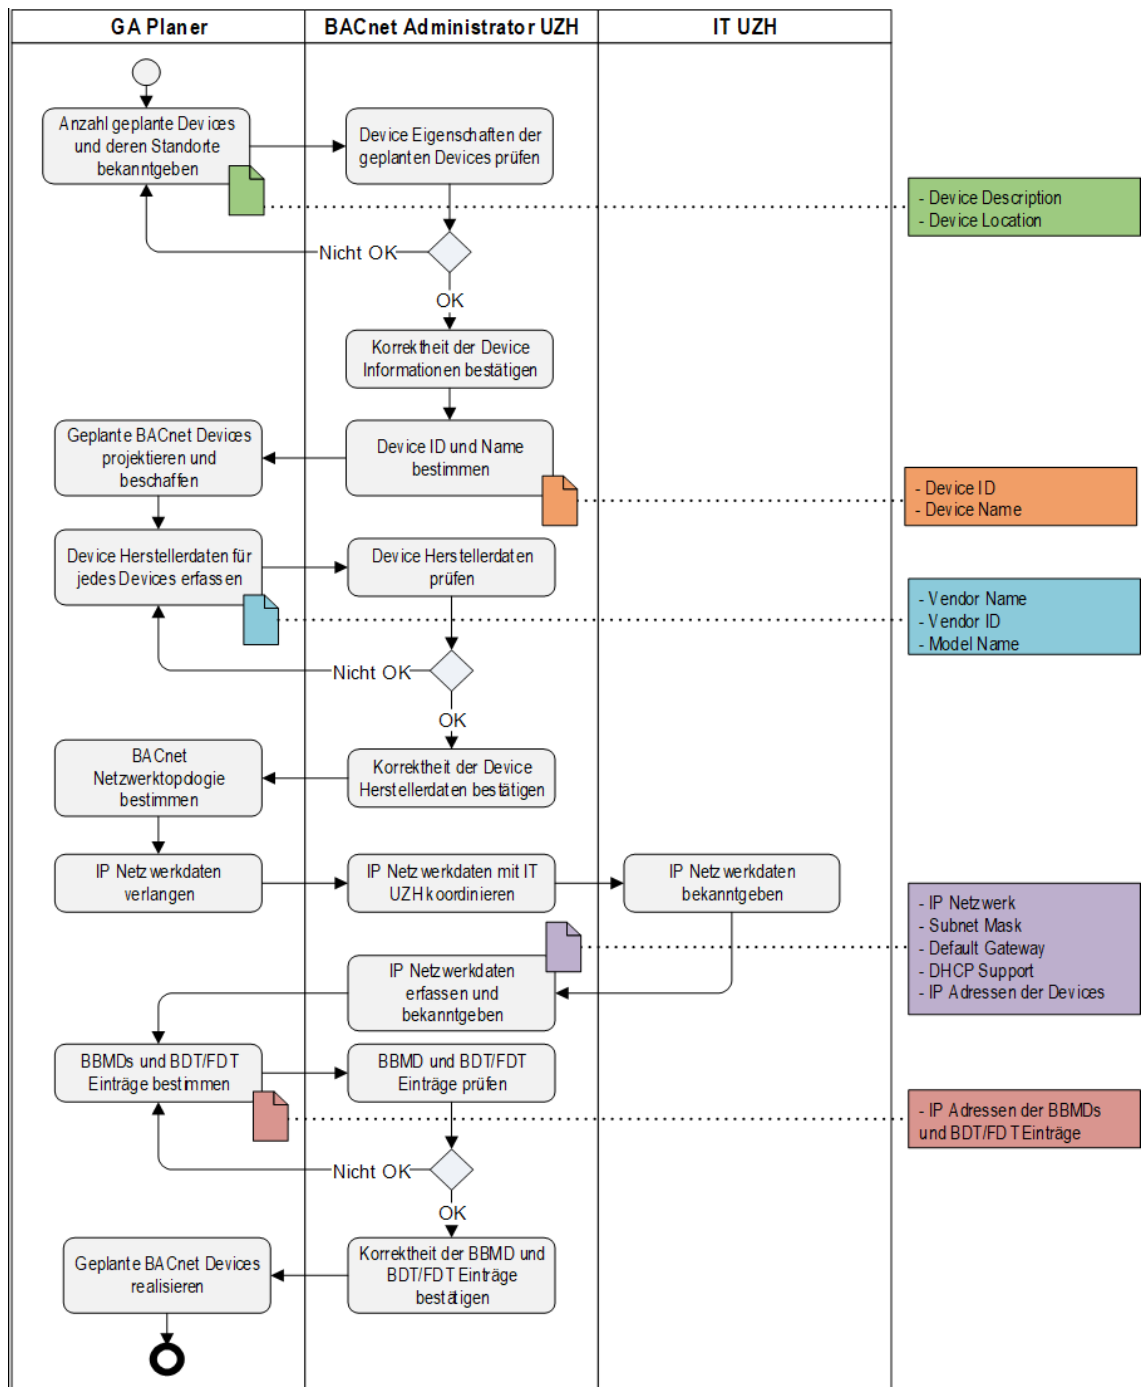 GA Planer
BACnet Administrator UZH
IT UZH
Anzahl geplante Devices
und deren Standorte
bekanntgeben
Device Eigenschaften der
geplanten Devices prüfen
- Device Description
- Device Location
Nicht OK
OK
Korrektheit der Device
Informationen bestätigen
Geplante BACnet Devices
projektieren und
beschaffen
Device ID und Name
bestimmen
- Device ID
- Device Name
Device Herstellerdaten für
jedes Devices erfassen
Device Herstellerdaten
prüfen
- Vendor Name
- Vendor ID
- Model Name
Nicht OK
OK
BACnet
Netzwerktopologie
bestimmen
Korrektheit der Device
Herstellerdaten bestätigen
IP Netzwerkdaten
verlangen
IP Netzwerkdaten mit IT
UZH koordinieren
IP Netzwerkdaten
bekanntgeben
- IP Netzwerk
- Subnet Mask
- Default Gateway
- DHCP Support
- IP Adressen der Devices
IP Netzwerkdaten
erfassen und
bekanntgeben
BBMDs und BDT/FDT
Einträge bestimmen
BBMD und BDT/FDT
Einträge prüfen
- IP Adressen der BBMDs
und BDT/FDT Einträge
Nicht OK
OK
Geplante BACnet Devices
realisieren
Korrektheit der BBMD und
BDT/FDT Einträge
bestätigen